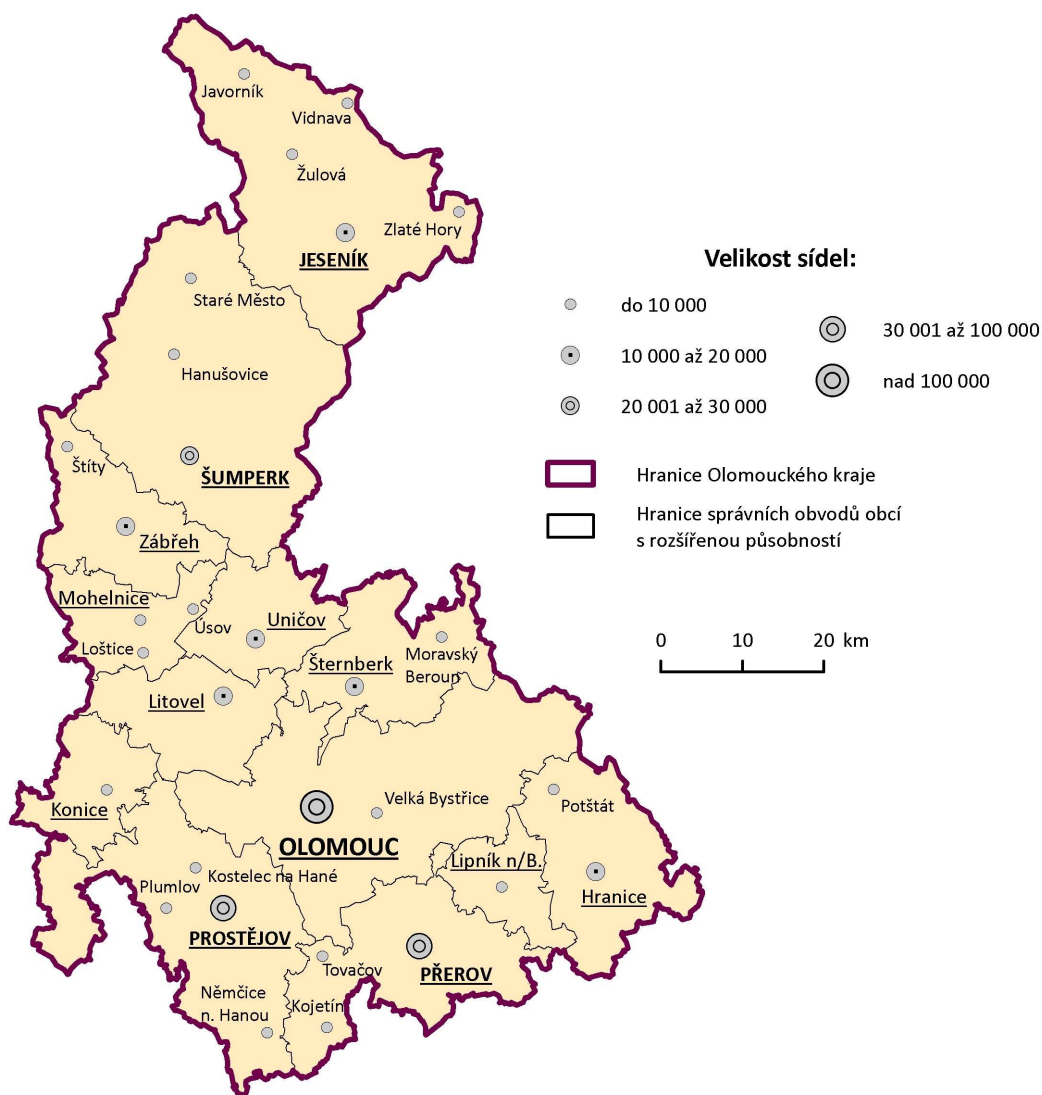 Javorník
Vidnava
Žulová
Zlaté Hory
JESENÍK
Staré Město
Hanušovice
Štíty
ŠUMPERK
Zábřeh
Mohelnice
Úsov
Uničov
Loštice
Šternberk
Moravský
Beroun
Litovel
Konice
Velká Bystřice
Potštát
OLOMOUC
Lipník n/B.
Kostelec na Hané
Plumlov
Hranice
PROSTĚJOV
PŘEROV
Tovačov
Němčice
n. Hanou
Kojetín
Velikost sídel:
do 10 000
10 000 až 20 000
20 001 až 30 000
30 001 až 100 000
nad 100 000
Hranice Olomouckého kraje
Hranice správních obvodů obcí
s rozšířenou působností
0 10 20 km